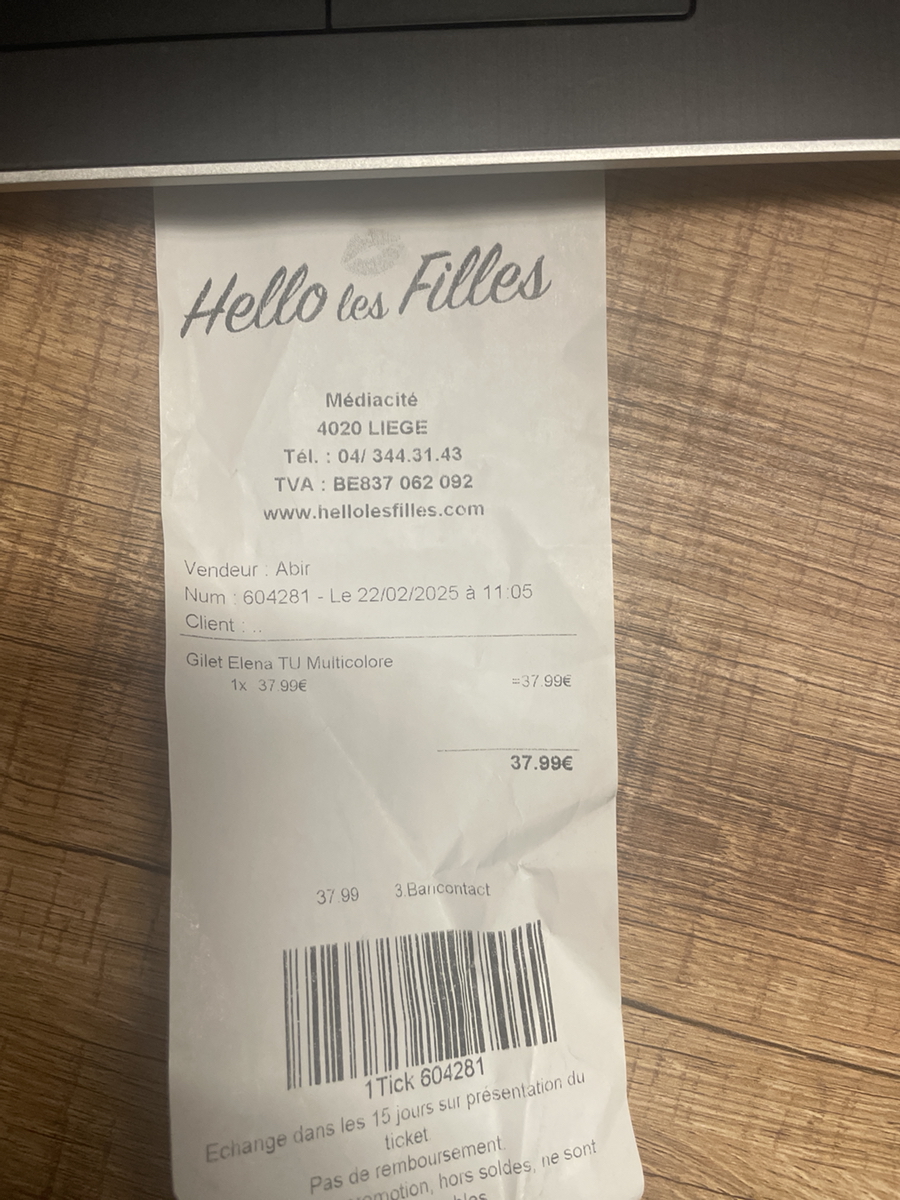 Hello les Filles
Médiacité
4020 LIEGE
Tél. : 04/ 344.31.43
TVA : BE837 062 092
www.hellolesfilles.com
Vendeur : Abir
Num : 604281 - Le 22/02/2025 à 11:05
Client : ..
Gilet Elena TU Multicolore
1x 37.99€ =37.99€
37.99€
37.99 3.Bancontact
1Tick 604281
Echange dans les 15 jours sur présentation du
ticket
Pas de remboursement.
hors soldes, ne sont